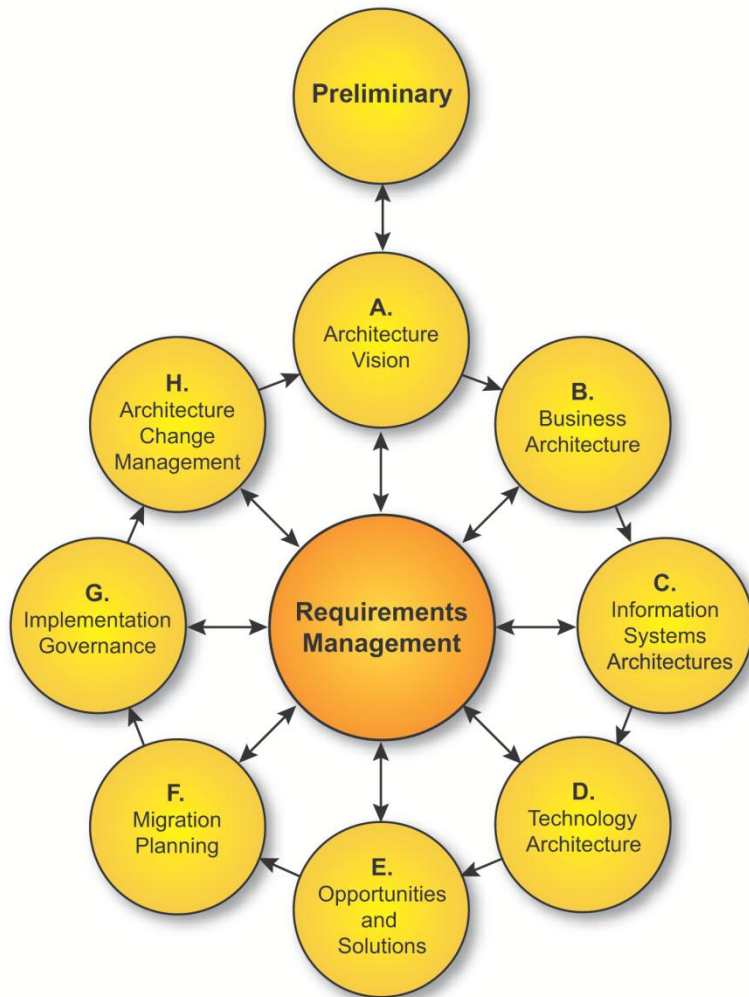 Preliminary
A.
Architecture
Vision
B.
Business
Architecture
C.
Information
Systems
Architectures
D.
Technology
Architecture
E.
Opportunities
and
Solutions
F.
Migration
Planning
G.
Implementation
Governance
H.
Architecture
Change
Management
Requirements
Management